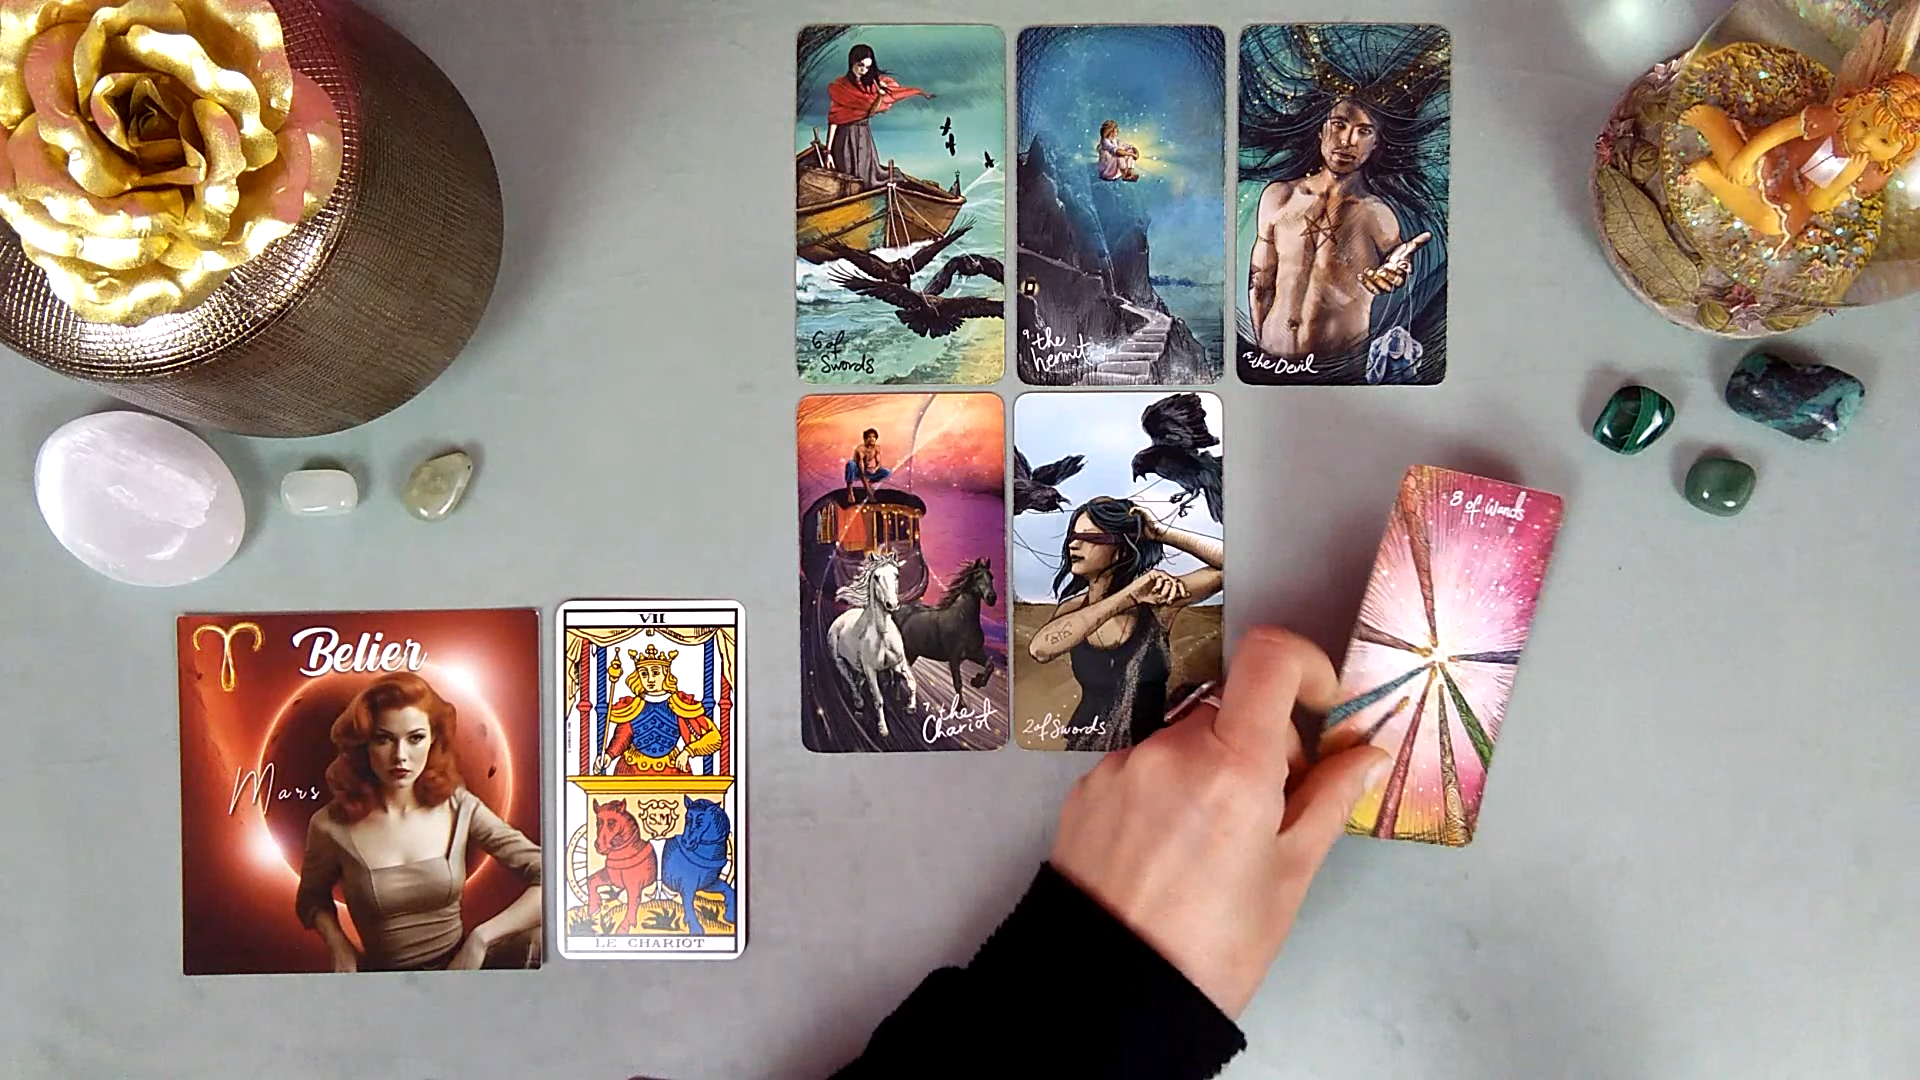 6 of
Swords
9. the
hermit
15. the Devil
7. the
Chariot
2 of Swords
8 of Wands
Belier
Mars
VII
S.M
LE CHARIOT